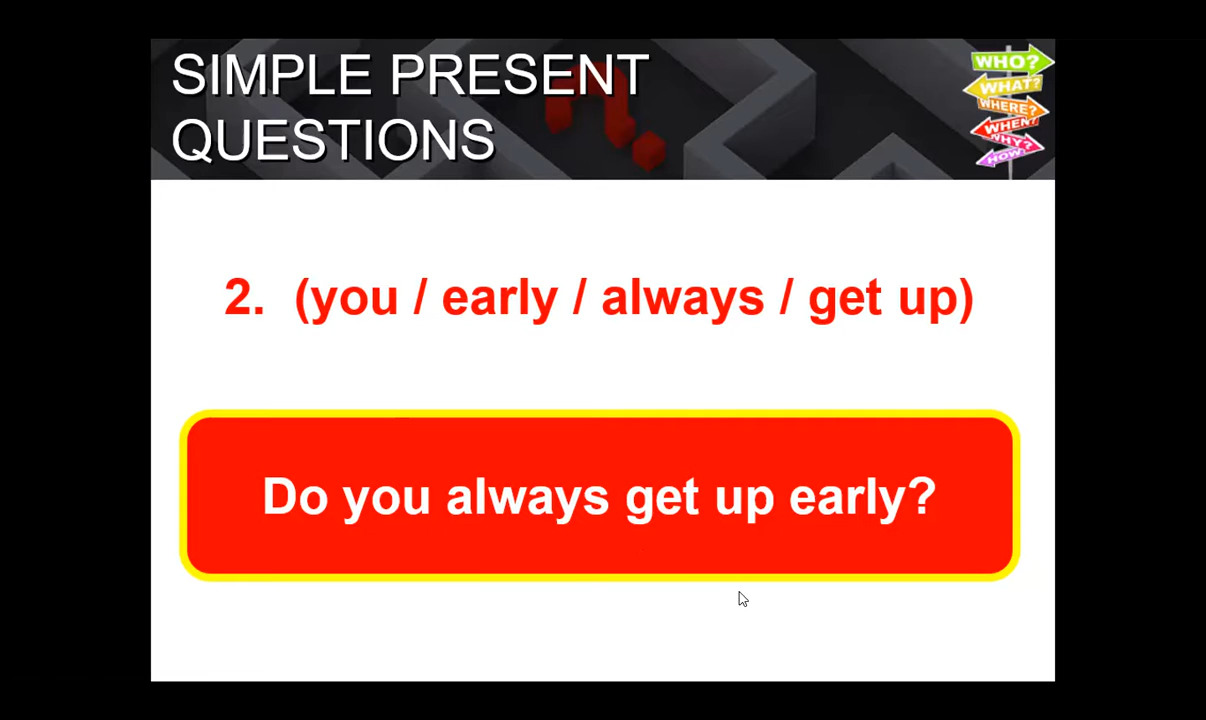 SIMPLE PRESENT
QUESTIONS
WHO?
WHAT?
WHERE?
WHEN?
WHY?
HOW?
2. (you / early / always / get up)
Do you always get up early?